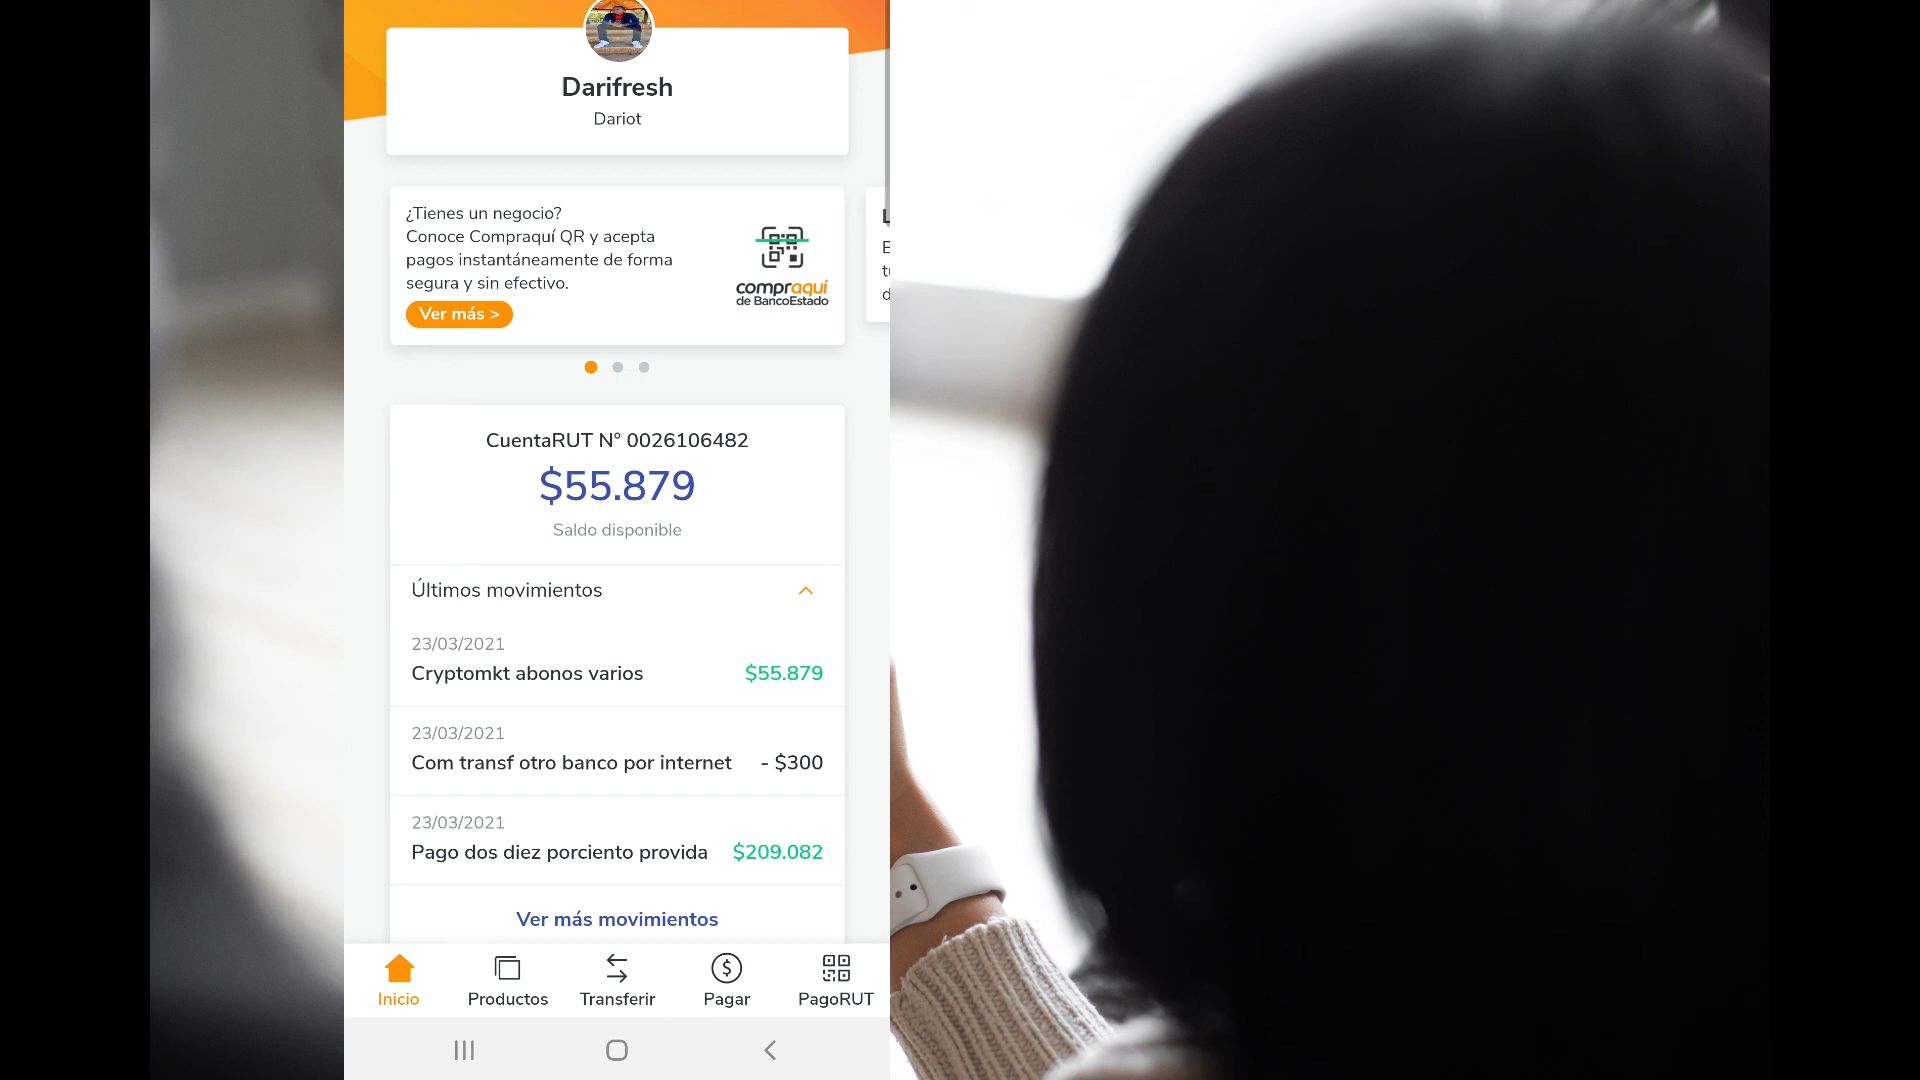 Darifresh
Dariot
¿Tienes un negocio?
Conoce Compraquí QR y acepta
pagos instantáneamente de forma
segura y sin efectivo.
Ver más >
compraquí
de BancoEstado
CuentaRUT N° 0026106482
$55.879
Saldo disponible
Últimos movimientos
23/03/2021
Cryptomkt abonos varios $55.879
23/03/2021
Com transf otro banco por internet - $300
23/03/2021
Pago dos diez porciento provida $209.082
Ver más movimientos
Inicio Productos Transferir Pagar PagoRUT